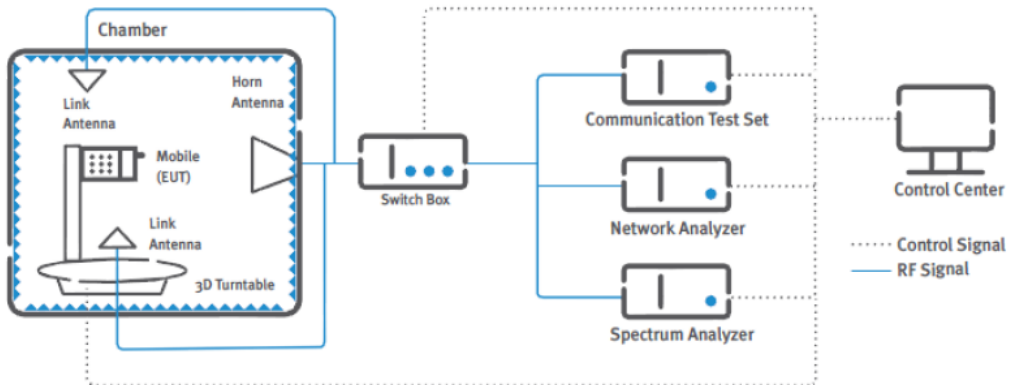 Chamber
Link
Antenna
Horn
Antenna
Mobile
(EUT)
Link
Antenna
3D Turntable
Switch Box
Communication Test Set
Network Analyzer
Spectrum Analyzer
Control Center
Control Signal
RF Signal